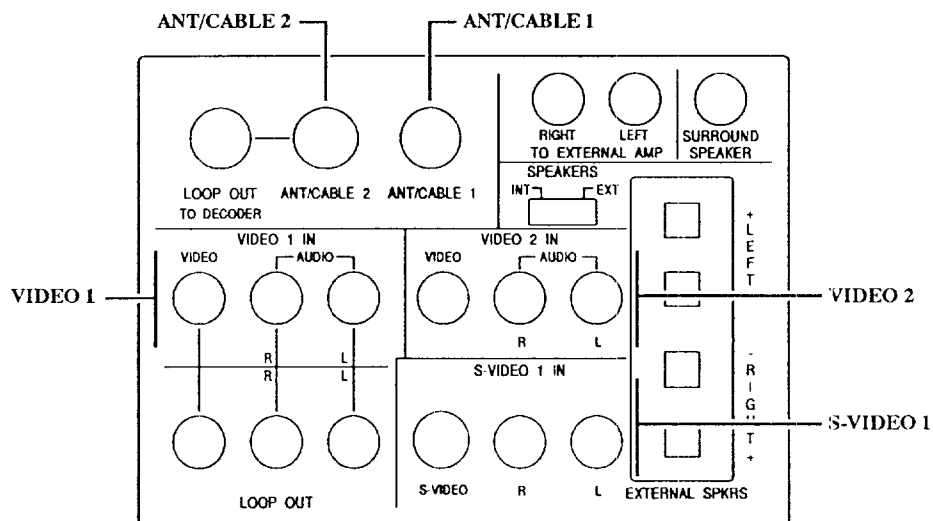 ANT/CABLE 2 ANT/CABLE 1
RIGHT LEFT SURROUND
TO EXTERNAL AMP SPEAKER
SPEAKERS
INT EXT
LOOP OUT ANT/CABLE 2 ANT/CABLE 1
TO DECODER
+LEFT-
VIDEO 1 IN VIDEO 2 IN
VIDEO AUDIO VIDEO AUDIO
VIDEO 1 VIDEO 2
R L R L
R L
S-VIDEO 1 IN
-RIGHT+
S-VIDEO 1
S-VIDEO R L EXTERNAL SPKRS
LOOP OUT